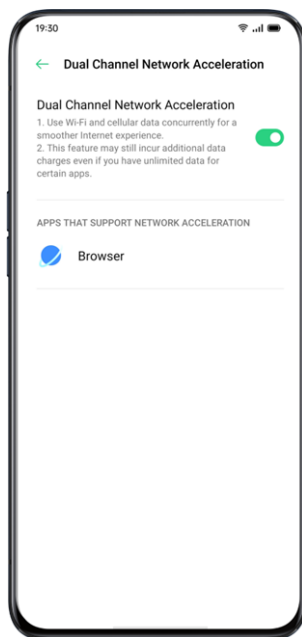 19:30
Dual Channel Network Acceleration
Dual Channel Network Acceleration
1. Use Wi-Fi and cellular data concurrently for a
smoother Internet experience.
2. This feature may still incur additional data
charges even if you have unlimited data for
certain apps.
APPS THAT SUPPORT NETWORK ACCELERATION
Browser